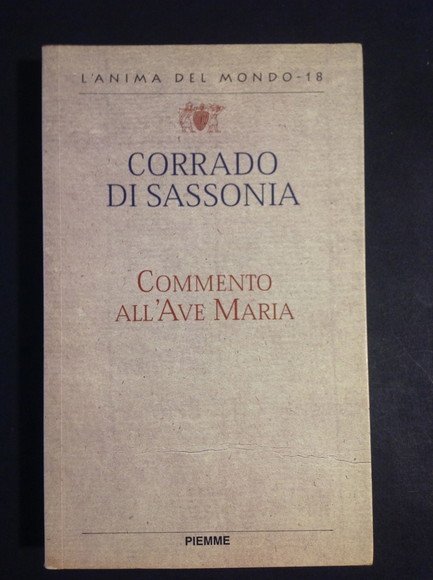 L'ANIMA DEL MONDO-18
CORRADO
DI SASSONIA
COMMENTO
ALL'AVE MARIA
PIEMME